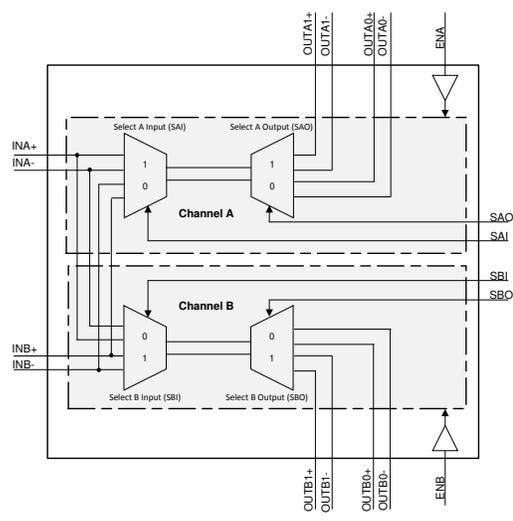 OUTA1+
OUTA1-
OUTA0+
OUTA0-
ENA
Select A Input (SAI)
Select A Output (SAO)
INA+
INA-
1
0
1
0
Channel A
SAO
SAI
SBI
SBO
Channel B
0
1
0
1
INB+
INB-
Select B Input (SBI)
Select B Output (SBO)
OUTB1+
OUTB1-
OUTB0+
OUTB0-
ENB